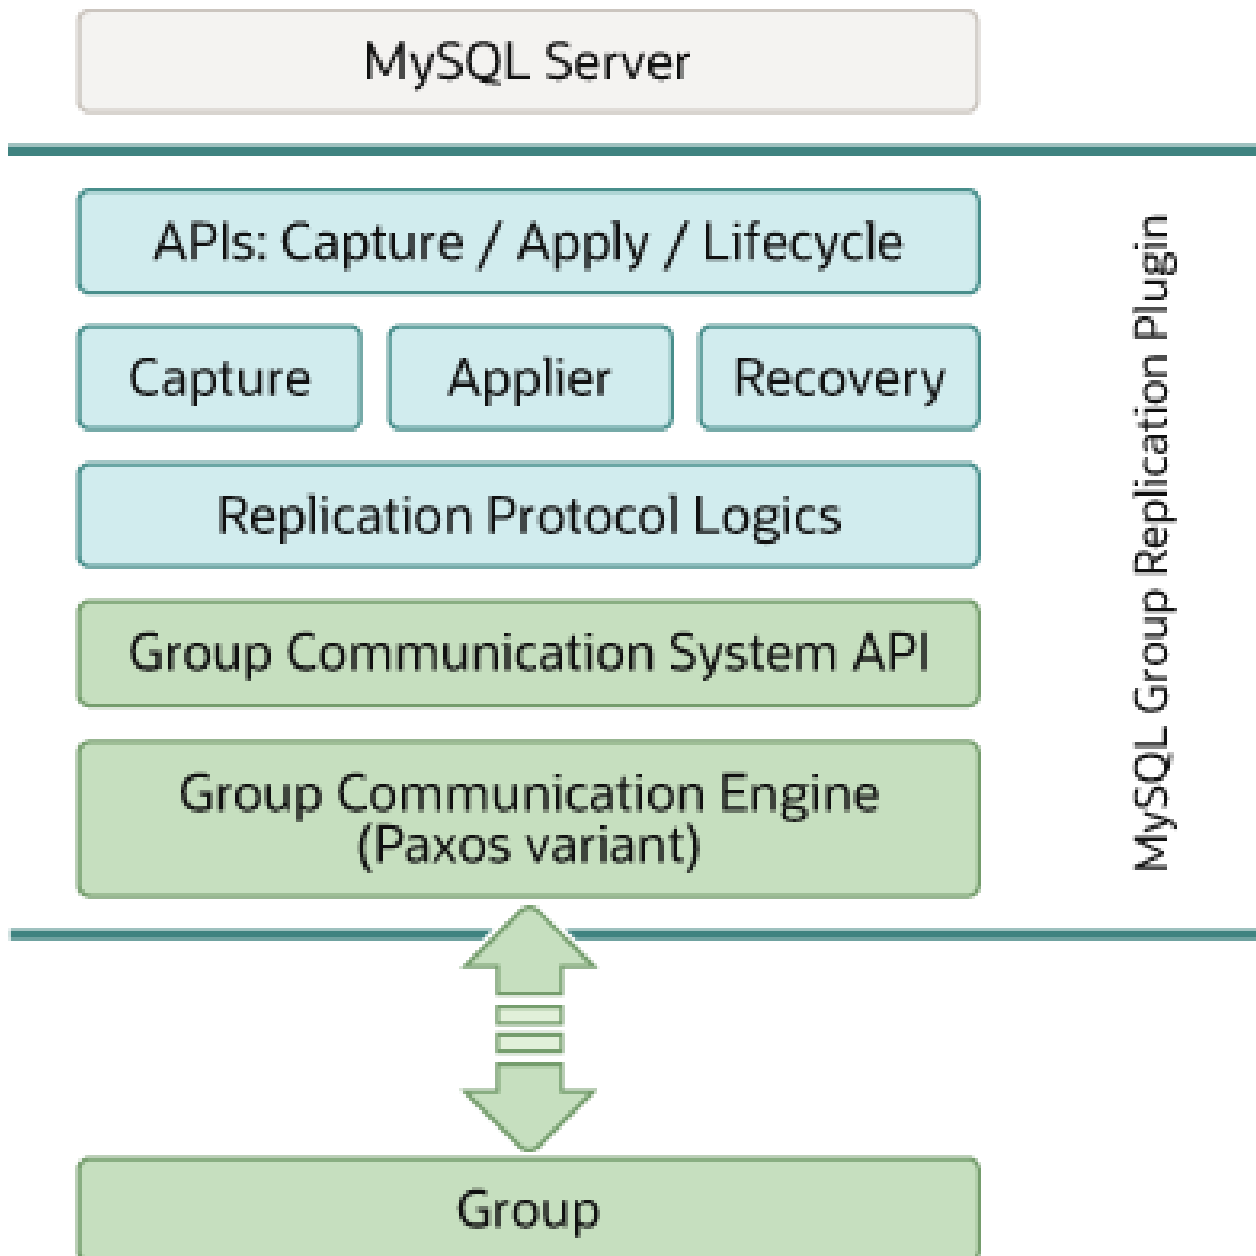 MySQL Server
APIs: Capture / Apply / Lifecycle
Capture
Applier
Recovery
Replication Protocol Logics
Group Communication System API
Group Communication Engine
(Paxos variant)
MySQL Group Replication Plugin
Group